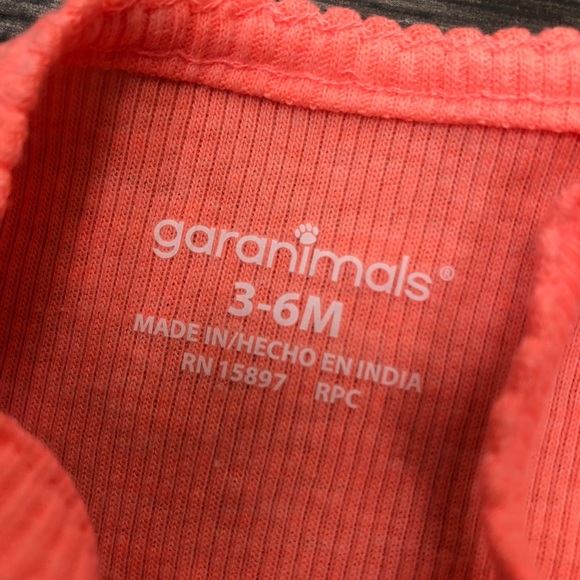 garanimals®
3-6M
MADE IN/HECHO EN INDIA
RN 15897 RPC